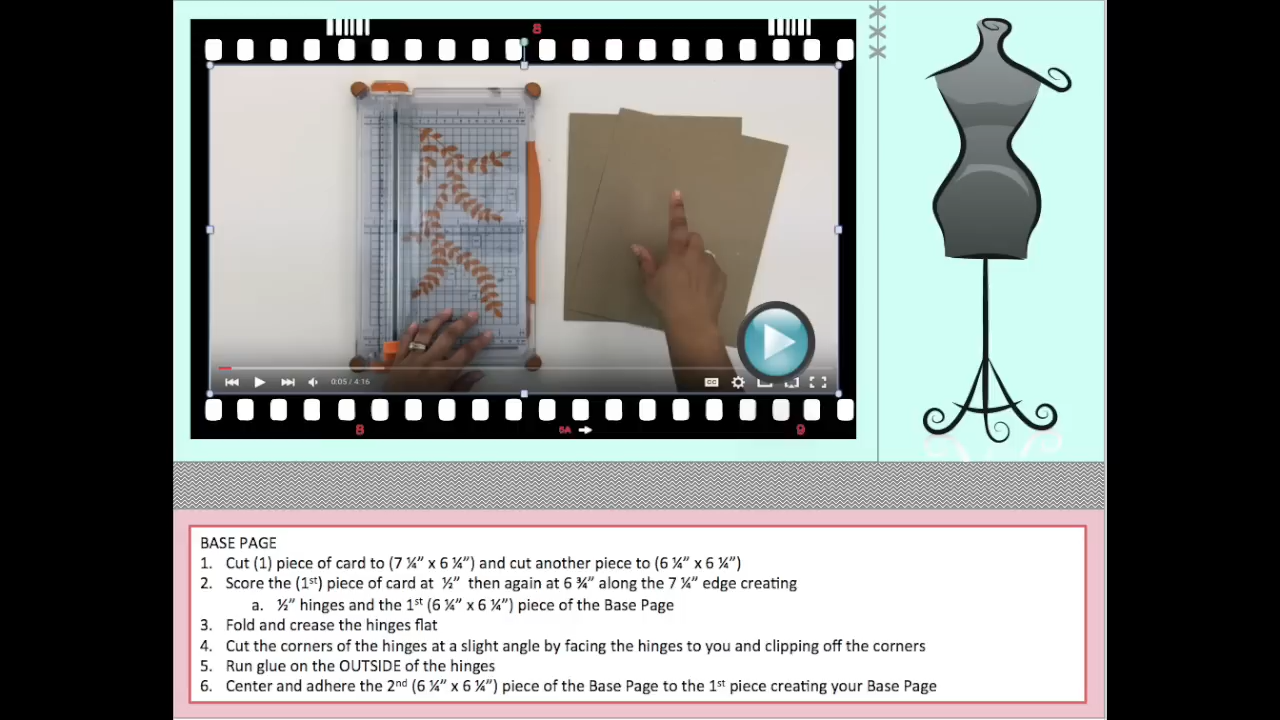 8
0:05 / 4:16
CC
8
5A
9
BASE PAGE
1. Cut (1) piece of card to (7 ¼” x 6 ¼”) and cut another piece to (6 ¼” x 6 ¼”)
2. Score the (1st) piece of card at ½” then again at 6 ¾” along the 7 ¼” edge creating
a. ½” hinges and the 1st (6 ¼” x 6 ¼”) piece of the Base Page
3. Fold and crease the hinges flat
4. Cut the corners of the hinges at a slight angle by facing the hinges to you and clipping off the corners
5. Run glue on the OUTSIDE of the hinges
6. Center and adhere the 2nd (6 ¼” x 6 ¼”) piece of the Base Page to the 1st piece creating your Base Page